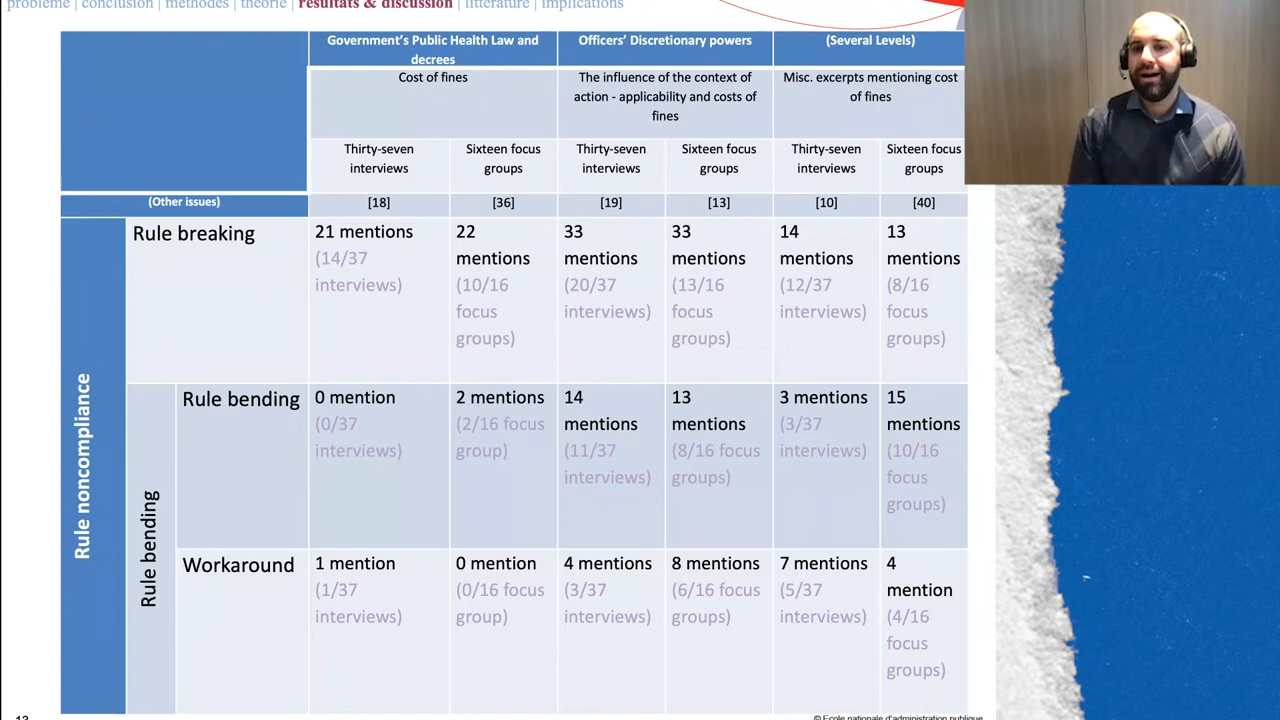 problème | conclusion | méthodes | théorie | résultats & discussion | littérature | implications
Government's Public Health Law and
decrees
Officers' Discretionary powers
(Several Levels)
Cost of fines
The influence of the context of
action - applicability and costs of
fines
Misc. excerpts mentioning cost
of fines
Thirty-seven
interviews
Sixteen focus
groups
Thirty-seven
interviews
Sixteen focus
groups
Thirty-seven
interviews
Sixteen focus
groups
(Other issues)
[18]
[36]
[19]
[13]
[10]
[40]
Rule noncompliance
Rule breaking
21 mentions
(14/37
interviews)
22
mentions
(10/16
focus
groups)
33
mentions
(20/37
interviews)
33
mentions
(13/16
focus
groups)
14
mentions
(12/37
interviews)
13
mentions
(8/16
focus
groups)
Rule bending
Rule bending
0 mention
(0/37
interviews)
2 mentions
(2/16 focus
group)
14
mentions
(11/37
interviews)
13
mentions
(8/16 focus
groups)
3 mentions
(3/37
interviews)
15
mentions
(10/16
focus
groups)
Workaround
1 mention
(1/37
interviews)
0 mention
(0/16 focus
group)
4 mentions
(3/37
interviews)
8 mentions
(6/16 focus
groups)
7 mentions
(5/37
interviews)
4
mention
(4/16
focus
groups)
© Ecole nationale d'administration publique